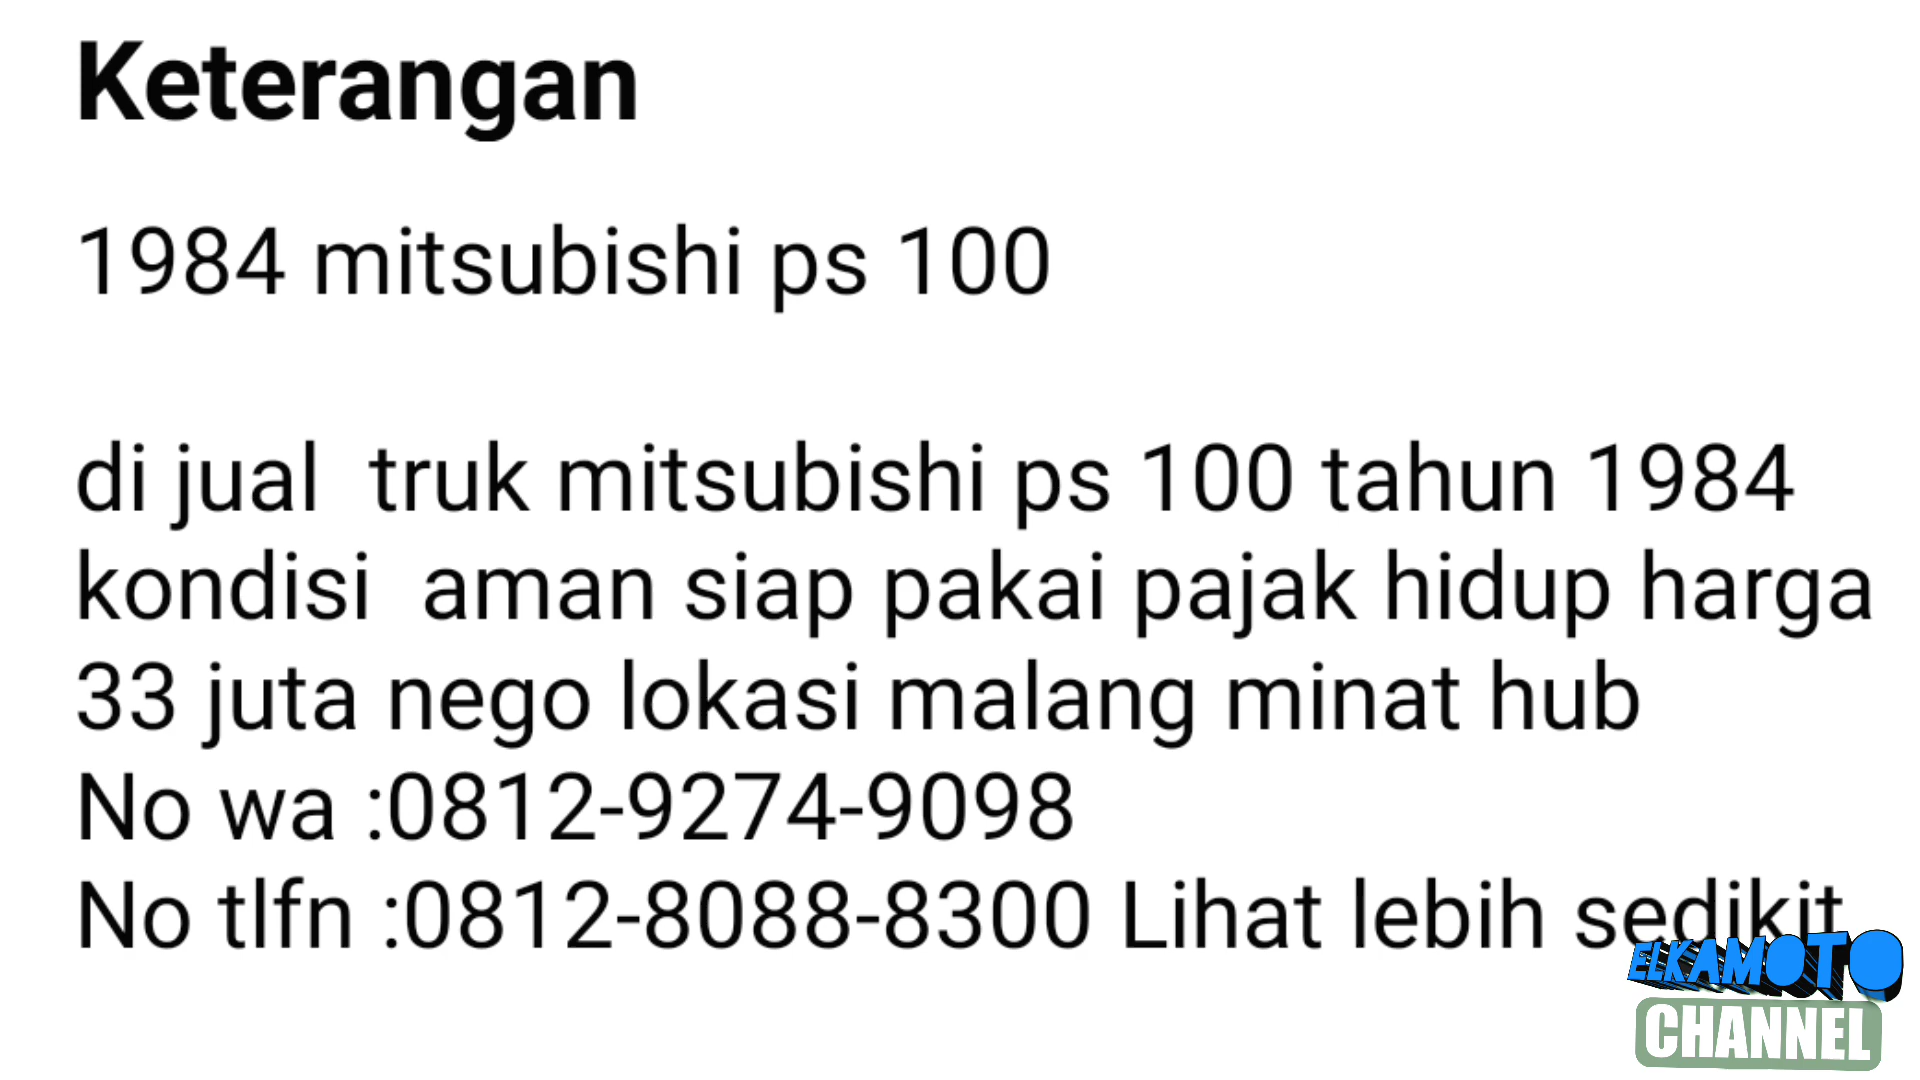 Keterangan
1984 mitsubishi ps 100
di jual  truk mitsubishi ps 100 tahun 1984
kondisi  aman siap pakai pajak hidup harga
33 juta nego lokasi malang minat hub
No wa :0812-9274-9098
No tlfn :0812-8088-8300 Lihat lebih sedikit
ELKAMOTO
CHANNEL